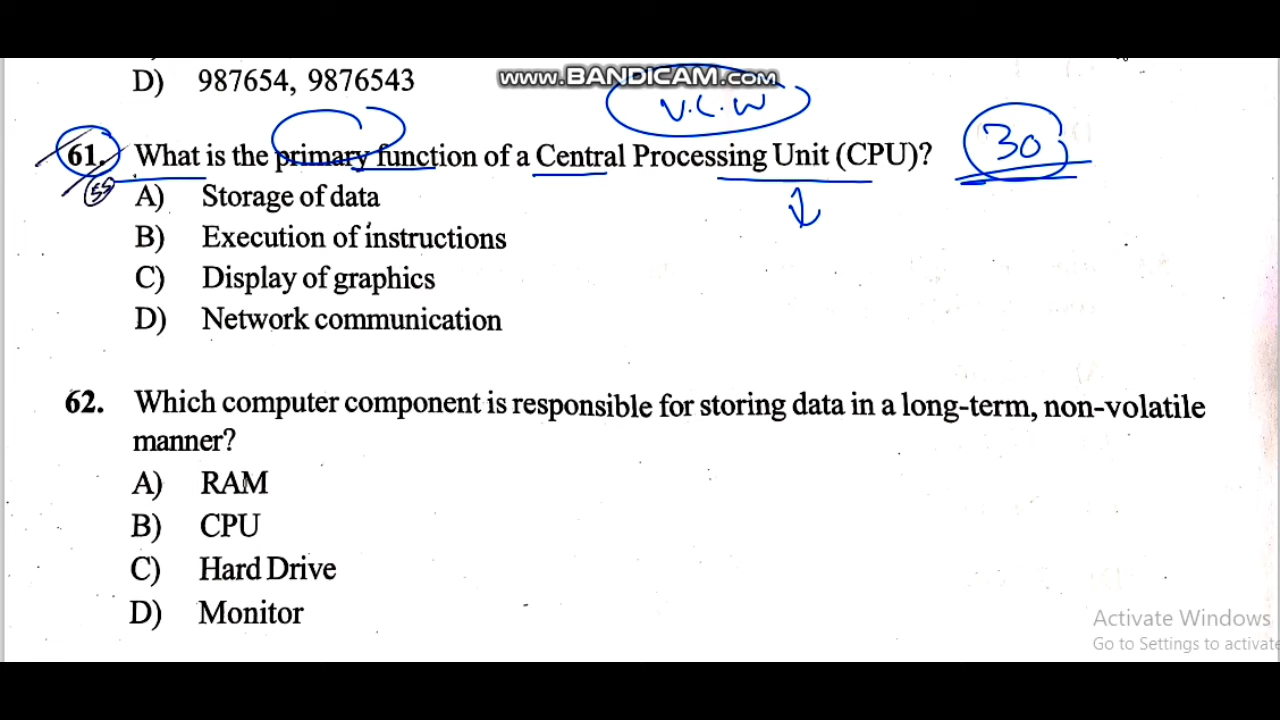 D) 987654, 9876543
www.BANDICAM.com
V.C.W
61. What is the primary function of a Central Processing Unit (CPU)?
30
A) Storage of data
B) Execution of instructions
C) Display of graphics
D) Network communication
62. Which computer component is responsible for storing data in a long-term, non-volatile
manner?
A) RAM
B) CPU
C) Hard Drive
D) Monitor
Activate Windows
Go to Settings to activate